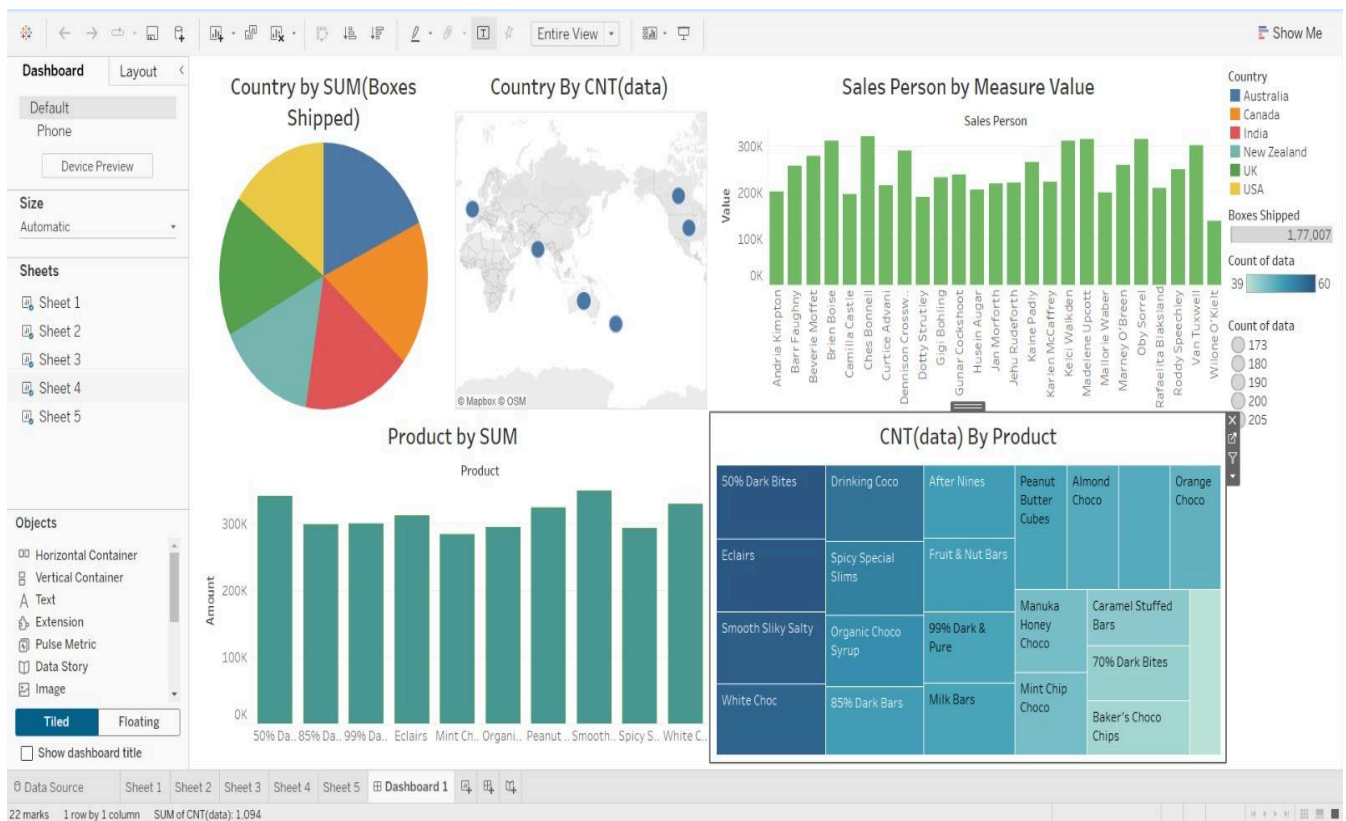 Entire View
Show Me
Dashboard
Layout
Default
Phone
Device Preview
Size
Automatic
Sheets
Sheet 1
Sheet 2
Sheet 3
Sheet 4
Sheet 5
Objects
Horizontal Container
Vertical Container
Text
Extension
Pulse Metric
Data Story
Image
Tiled
Floating
Show dashboard title
Country by SUM(Boxes
Shipped)
Country By CNT(data)
© Mapbox © OSM
Sales Person by Measure Value
Sales Person
Value
300K
200K
100K
0K
Andria Kimpton
Barr Faughny
Beverie Moffet
Brien Boise
Camilla Castle
Ches Bonnell
Curtice Advani
Dennison Crossw..
Dotty Strutley
Gigi Bohling
Gunar Cockshoot
Husein Augar
Jan Morforth
Jehu Rudeforth
Kaine Padly
Karlen McCaffrey
Kelci Walkden
Madelene Upcott
Mallorie Waber
Marney O'Breen
Oby Sorrel
Rafaelita Blaksland
Roddy Speechley
Van Tuxwell
Wilone O'Kielt
Country
Australia
Canada
India
New Zealand
UK
USA
Boxes Shipped
1,77,007
Count of data
39 60
Count of data
173
180
190
200
205
Product by SUM
Product
Amount
300K
200K
100K
0K
50% Da..
85% Da..
99% Da..
Eclairs
Mint Ch..
Organi..
Peanut ..
Smooth..
Spicy S..
White C..
CNT(data) By Product
50% Dark Bites
Eclairs
Smooth Sliky Salty
White Choc
Drinking Coco
Spicy Special
Slims
Organic Choco
Syrup
85% Dark Bars
After Nines
Fruit & Nut Bars
99% Dark &
Pure
Milk Bars
Peanut
Butter
Cubes
Almond
Choco
Orange
Choco
Manuka
Honey
Choco
Mint Chip
Choco
Caramel Stuffed
Bars
70% Dark Bites
Baker's Choco
Chips
Data Source
Sheet 1
Sheet 2
Sheet 3
Sheet 4
Sheet 5
Dashboard 1
22 marks 1 row by 1 column SUM of CNT(data): 1,094